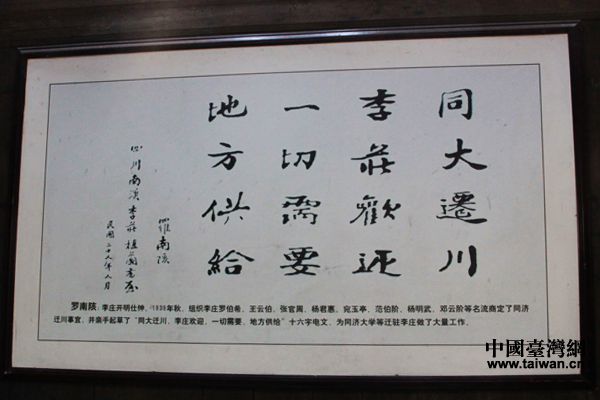 同大遷川
李莊歡迎
一切需要
地方供給
羅南陔
四川南溪李莊植蘭書屋
民國二十八年八月
罗南陔：李庄开明仕绅，1939年秋，组织李庄罗伯希、王云伯、张官周、杨君惠、宛玉亭、范伯阶、杨明武、邓云阶等名流商定了同济
迁川事宜，并亲手起草了“同大迁川、李庄欢迎，一切需要、地方供给”十六字电文，为同济大学等迁驻李庄做了大量工作。
中國臺灣網
www.taiwan.cn